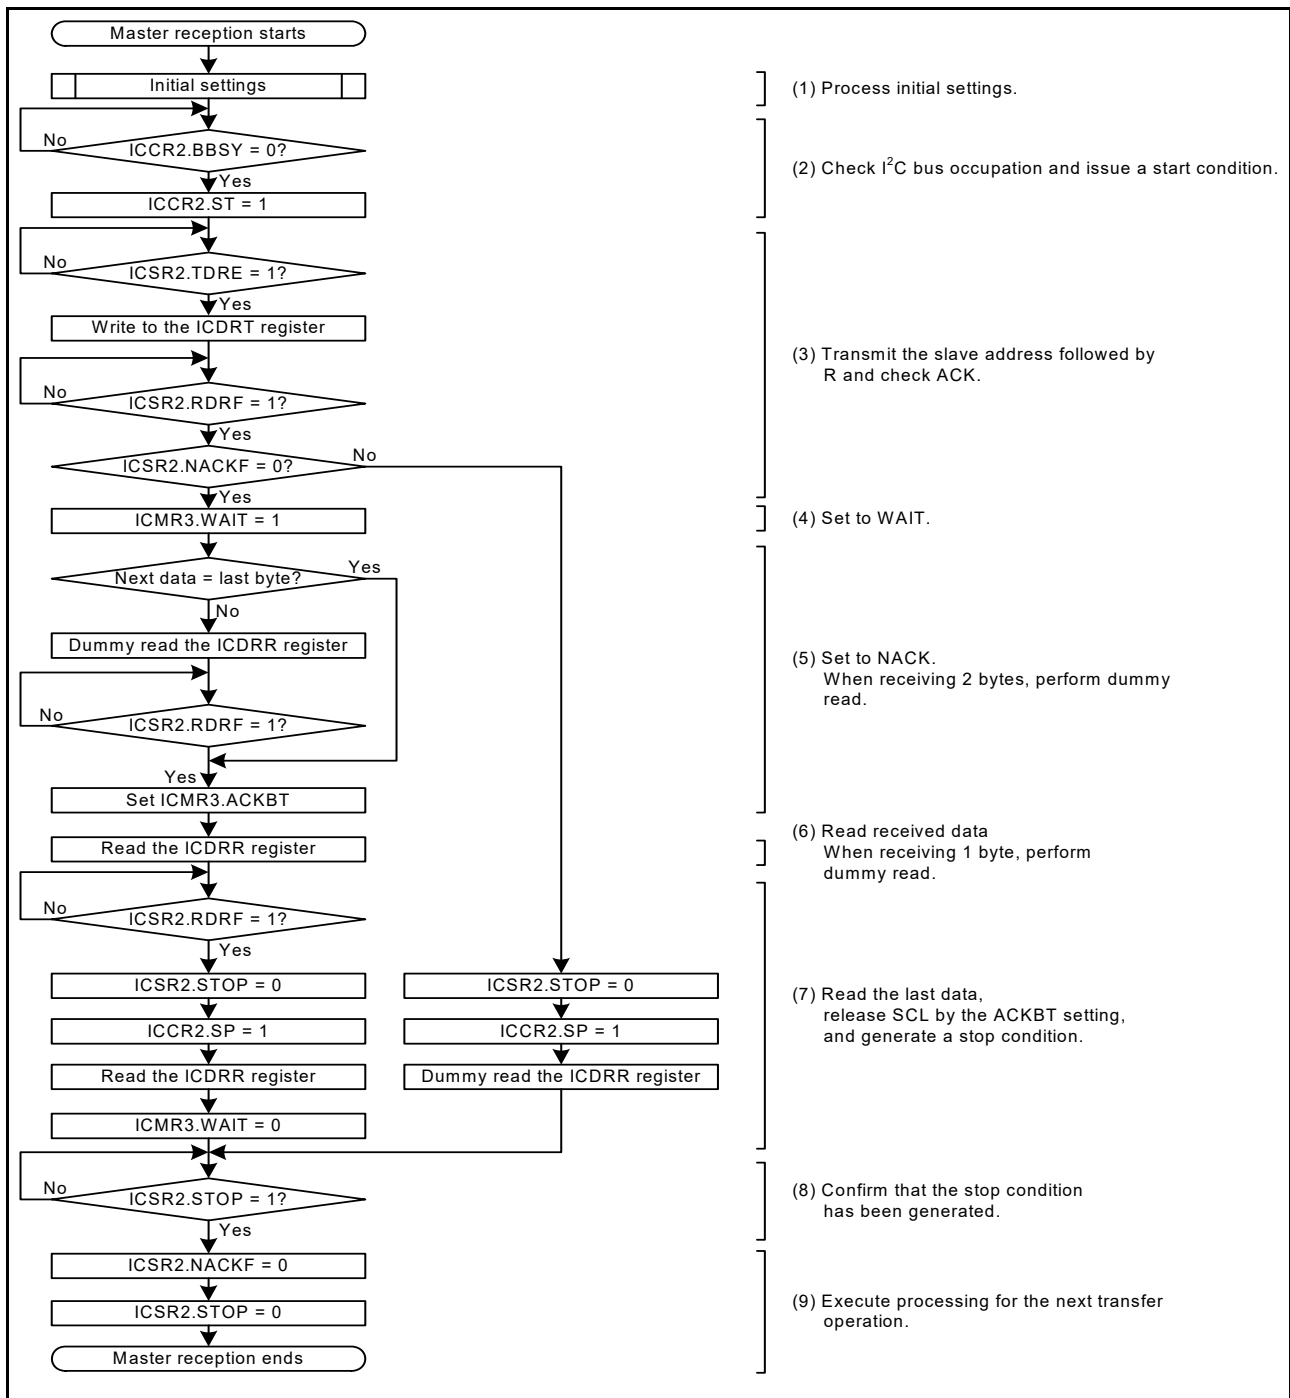 Master reception starts
Initial settings
(1) Process initial settings.
No
ICCR2.BBSY = 0?
Yes
(2) Check I²C bus occupation and issue a start condition.
ICCR2.ST = 1
No
ICSR2.TDRE = 1?
Yes
Write to the ICDRT register
(3) Transmit the slave address followed by
R and check ACK.
No
ICSR2.RDRF = 1?
Yes
ICSR2.NACKF = 0?
No
Yes
ICMR3.WAIT = 1
(4) Set to WAIT.
Next data = last byte?
Yes
No
Dummy read the ICDRR register
(5) Set to NACK.
When receiving 2 bytes, perform dummy
read.
No
ICSR2.RDRF = 1?
Yes
Set ICMR3.ACKBT
Read the ICDRR register
(6) Read received data
When receiving 1 byte, perform
dummy read.
No
ICSR2.RDRF = 1?
Yes
ICSR2.STOP = 0
ICSR2.STOP = 0
(7) Read the last data,
release SCL by the ACKBT setting,
and generate a stop condition.
ICCR2.SP = 1
ICCR2.SP = 1
Read the ICDRR register
Dummy read the ICDRR register
ICMR3.WAIT = 0
No
ICSR2.STOP = 1?
Yes
(8) Confirm that the stop condition
has been generated.
ICSR2.NACKF = 0
ICSR2.STOP = 0
(9) Execute processing for the next transfer
operation.
Master reception ends